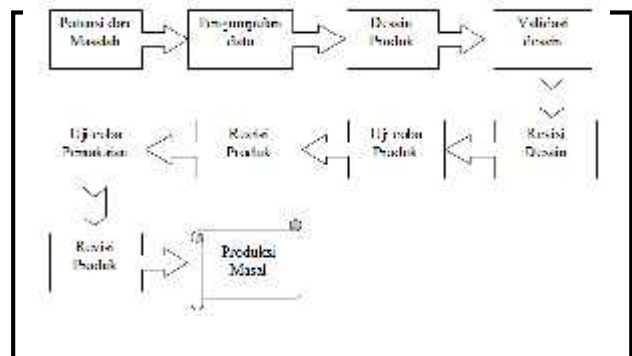 Potensi dan
Masalah
Pengumpulan
data
Desain
Produk
Validasi
desain
Revisi
Desain
Uji coba
Produk
Revisi
Produk
Uji coba
Pemakaian
Revisi
Produk
Produksi
Masal